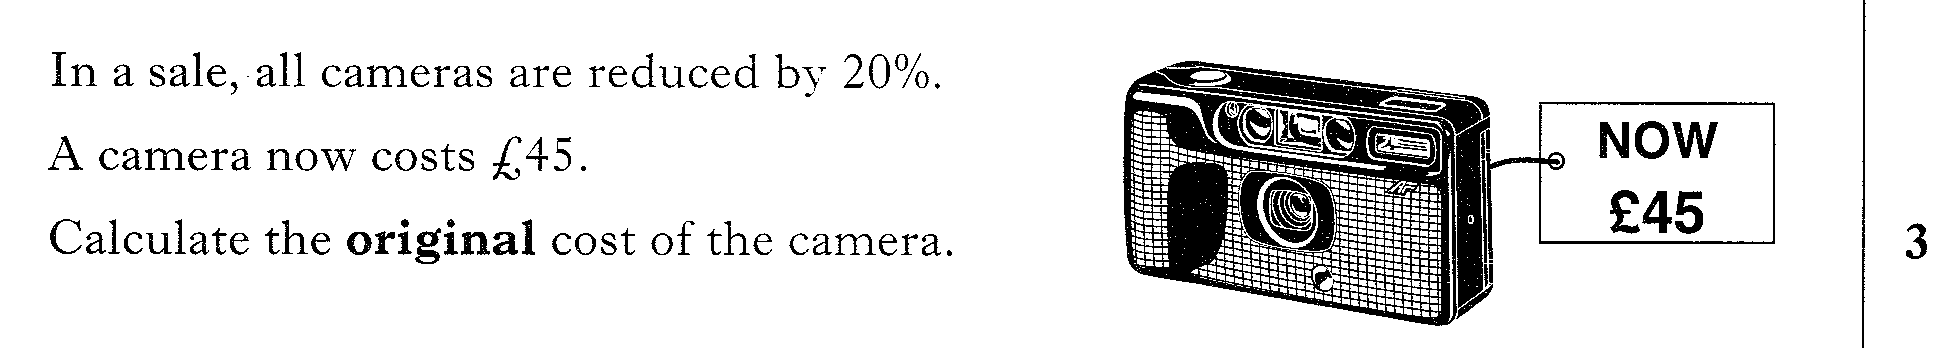 In a sale, all cameras are reduced by 20%.
A camera now costs £45.
Calculate the original cost of the camera.
AF
NOW
£45
3